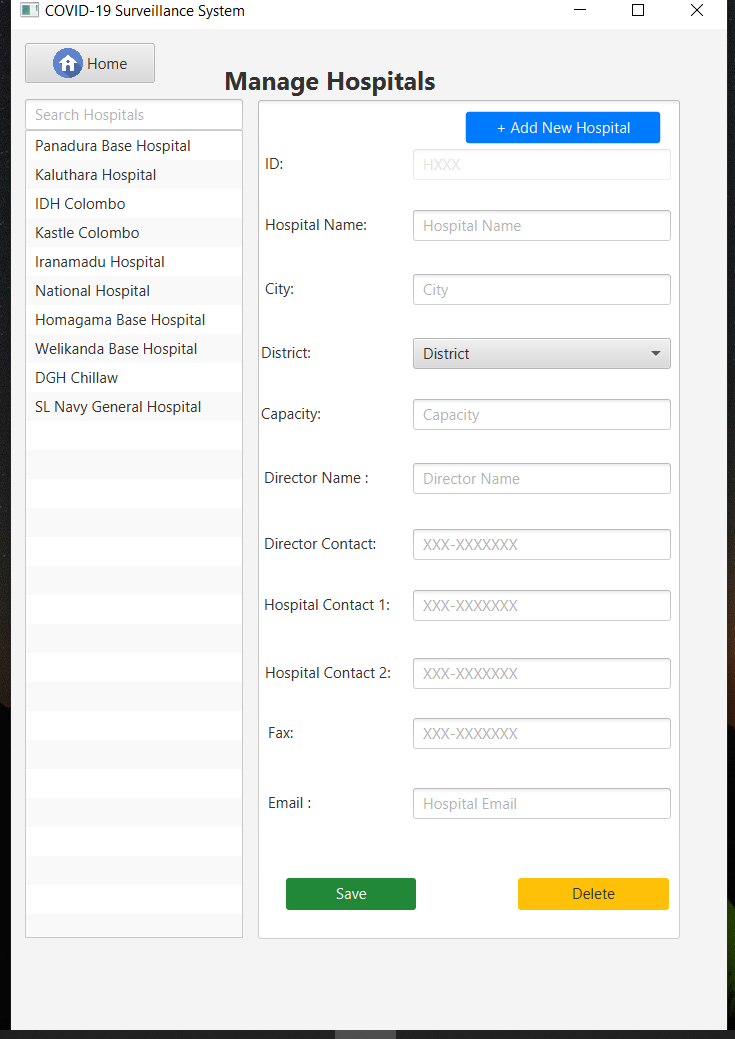 COVID-19 Surveillance System
Home
Manage Hospitals
Search Hospitals
Panadura Base Hospital
Kaluthara Hospital
IDH Colombo
Kastle Colombo
Iranamadu Hospital
National Hospital
Homagama Base Hospital
Welikanda Base Hospital
DGH Chillaw
SL Navy General Hospital
+ Add New Hospital
ID: HXXX
Hospital Name: Hospital Name
City: City
District: District
Capacity: Capacity
Director Name : Director Name
Director Contact: XXX-XXXXXXX
Hospital Contact 1: XXX-XXXXXXX
Hospital Contact 2: XXX-XXXXXXX
Fax: XXX-XXXXXXX
Email : Hospital Email
Save Delete